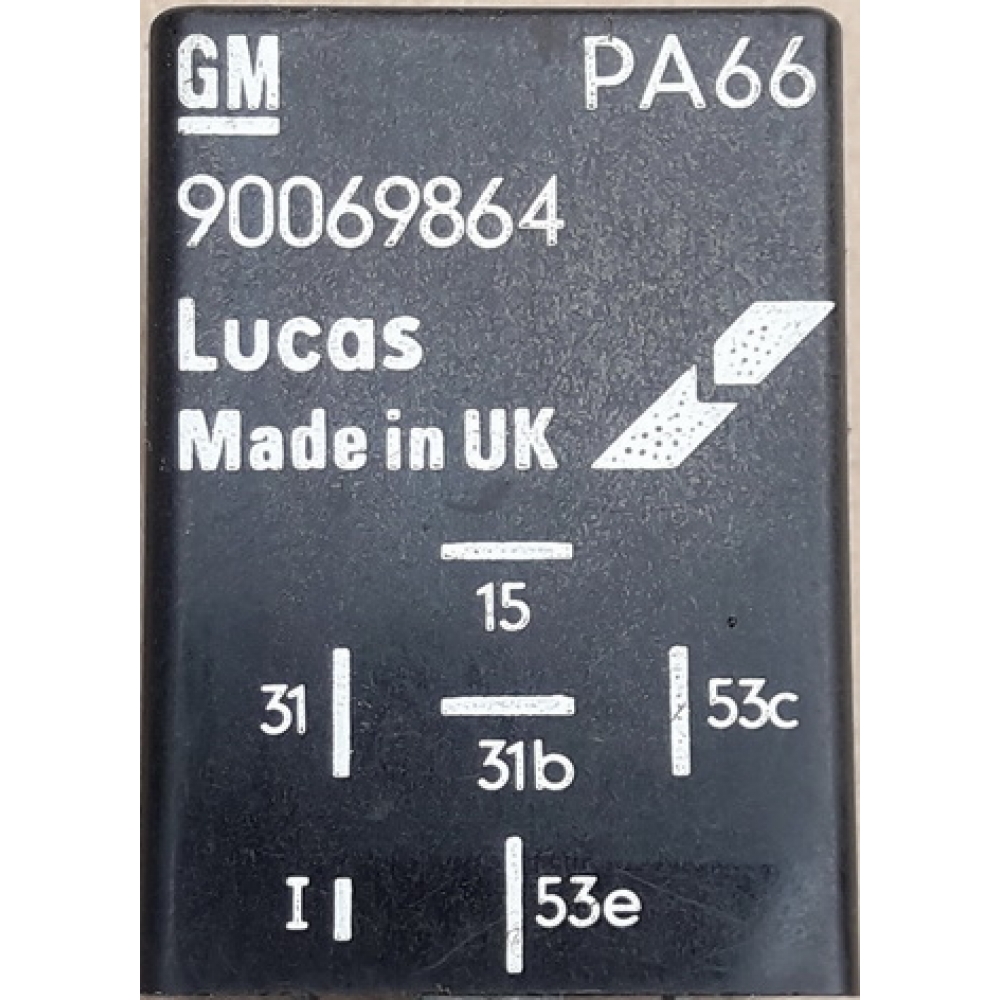 GM PA66
90069864
Lucas
Made in UK
15
31 53c
31b
I 53e